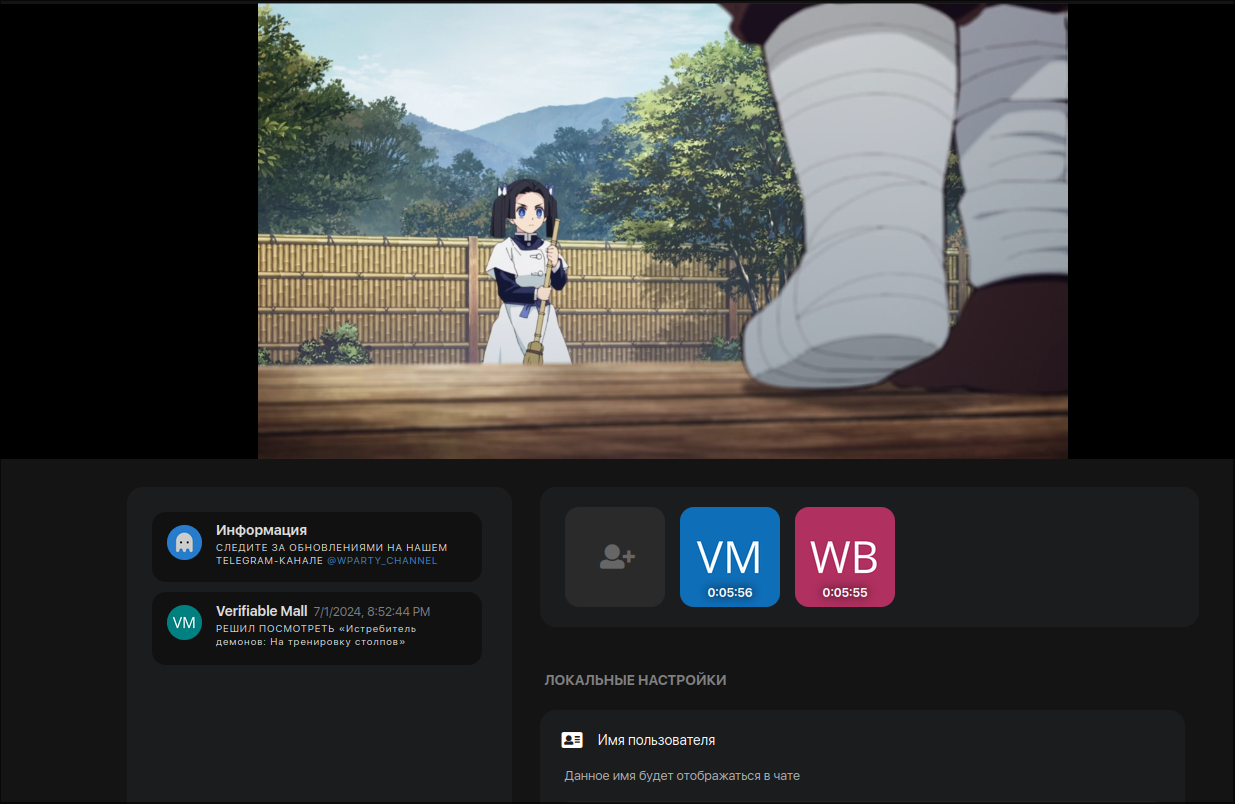 Информация
СЛЕДИТЕ ЗА ОБНОВЛЕНИЯМИ НА НАШЕМ
TELEGRAM-КАНАЛЕ @WPARTY_CHANNEL
VM
Verifiable Mall 7/1/2024, 8:52:44 PM
РЕШИЛ ПОСМОТРЕТЬ «Истребитель
демонов: На тренировку столпов»
VM
0:05:56
WB
0:05:55
ЛОКАЛЬНЫЕ НАСТРОЙКИ
Имя пользователя
Данное имя будет отображаться в чате